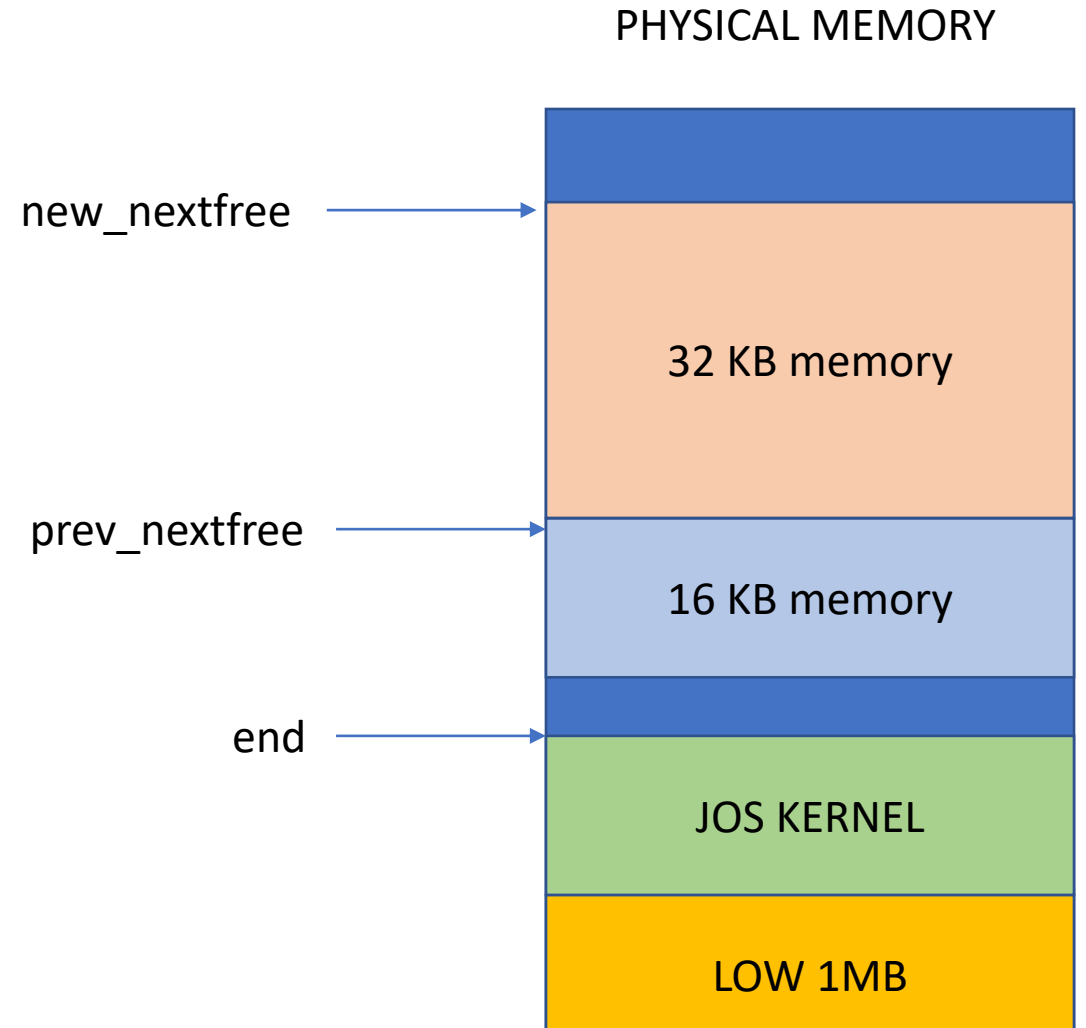 PHYSICAL MEMORY
new_nextfree
32 KB memory
prev_nextfree
16 KB memory
end
JOS KERNEL
LOW 1MB